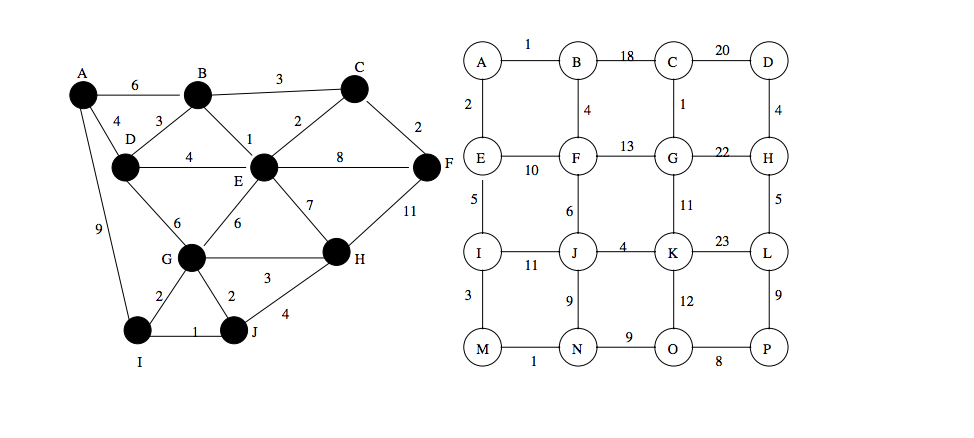 A 6 B 3 C
4 3 1 2 2
D 4 E 8 F
9 6 6 7 11
G 3 H
2 2 4
I 1 J
A 1 B 18 C 20 D
2 4 1 4
E 10 F 13 G 22 H
5 6 11 5
I 11 J 4 K 23 L
3 9 12 9
M 1 N 9 O 8 P